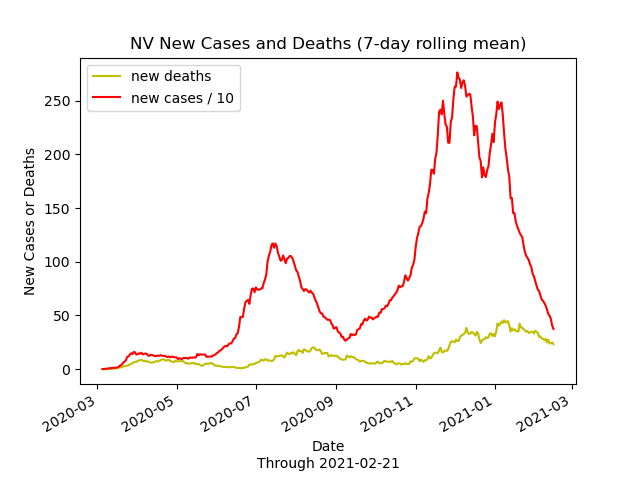 NV New Cases and Deaths (7-day rolling mean)
new deaths
new cases / 10
250
200
150
100
50
0
New Cases or Deaths
2020-03
2020-05
2020-07
2020-09
2020-11
2021-01
2021-03
Date
Through 2021-02-21